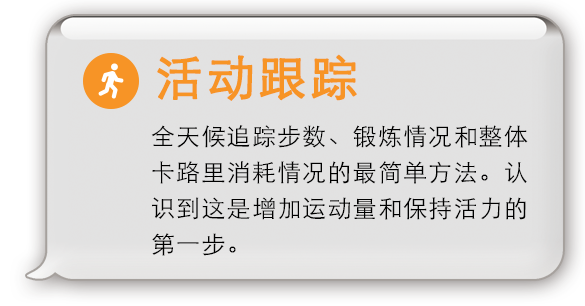 活动跟踪
全天候追踪步数、锻炼情况和整体
卡路里消耗情况的最简单方法。认
识到这是增加运动量和保持活力的
第一步。